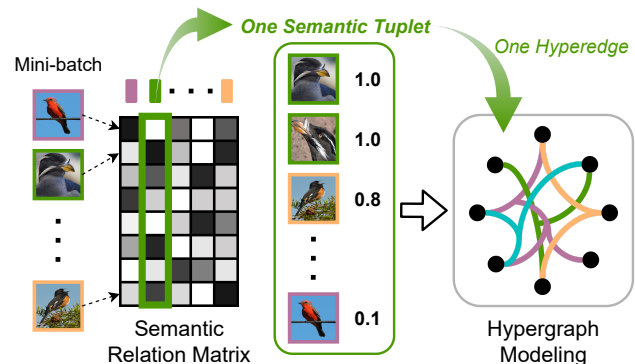 One Semantic Tuplet
One Hyperedge
Mini-batch
1.0
1.0
0.8
0.1
Semantic
Relation Matrix
Hypergraph
Modeling